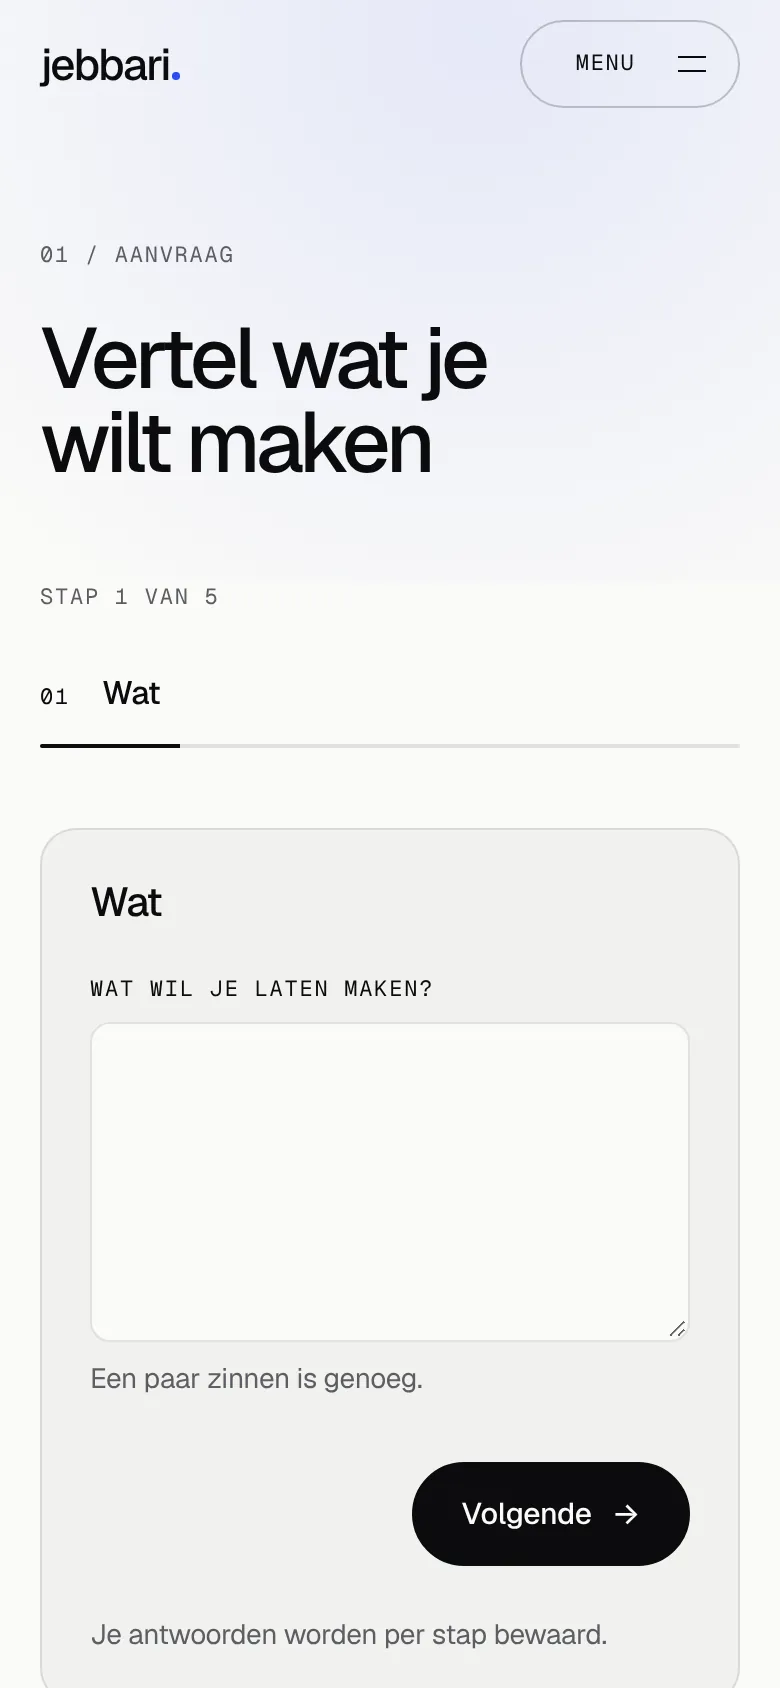 jebbari.
MENU
01 / AANVRAAG
Vertel wat je
wilt maken
STAP 1 VAN 5
01 Wat
Wat
WAT WIL JE LATEN MAKEN?
Een paar zinnen is genoeg.
Volgende →
Je antwoorden worden per stap bewaard.